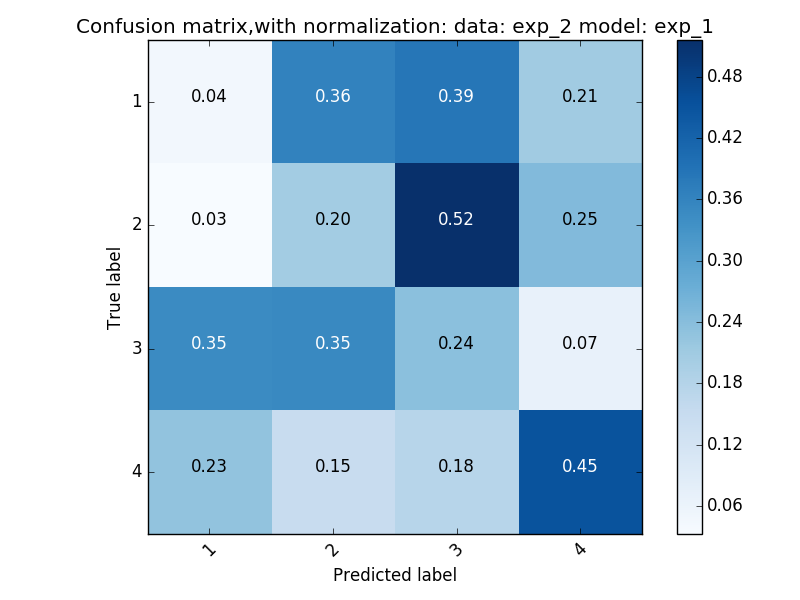 Confusion matrix,with normalization: data: exp_2 model: exp_1
True label
1 0.04 0.36 0.39 0.21
2 0.03 0.20 0.52 0.25
3 0.35 0.35 0.24 0.07
4 0.23 0.15 0.18 0.45
1 2 3 4
Predicted label
0.48
0.42
0.36
0.30
0.24
0.18
0.12
0.06